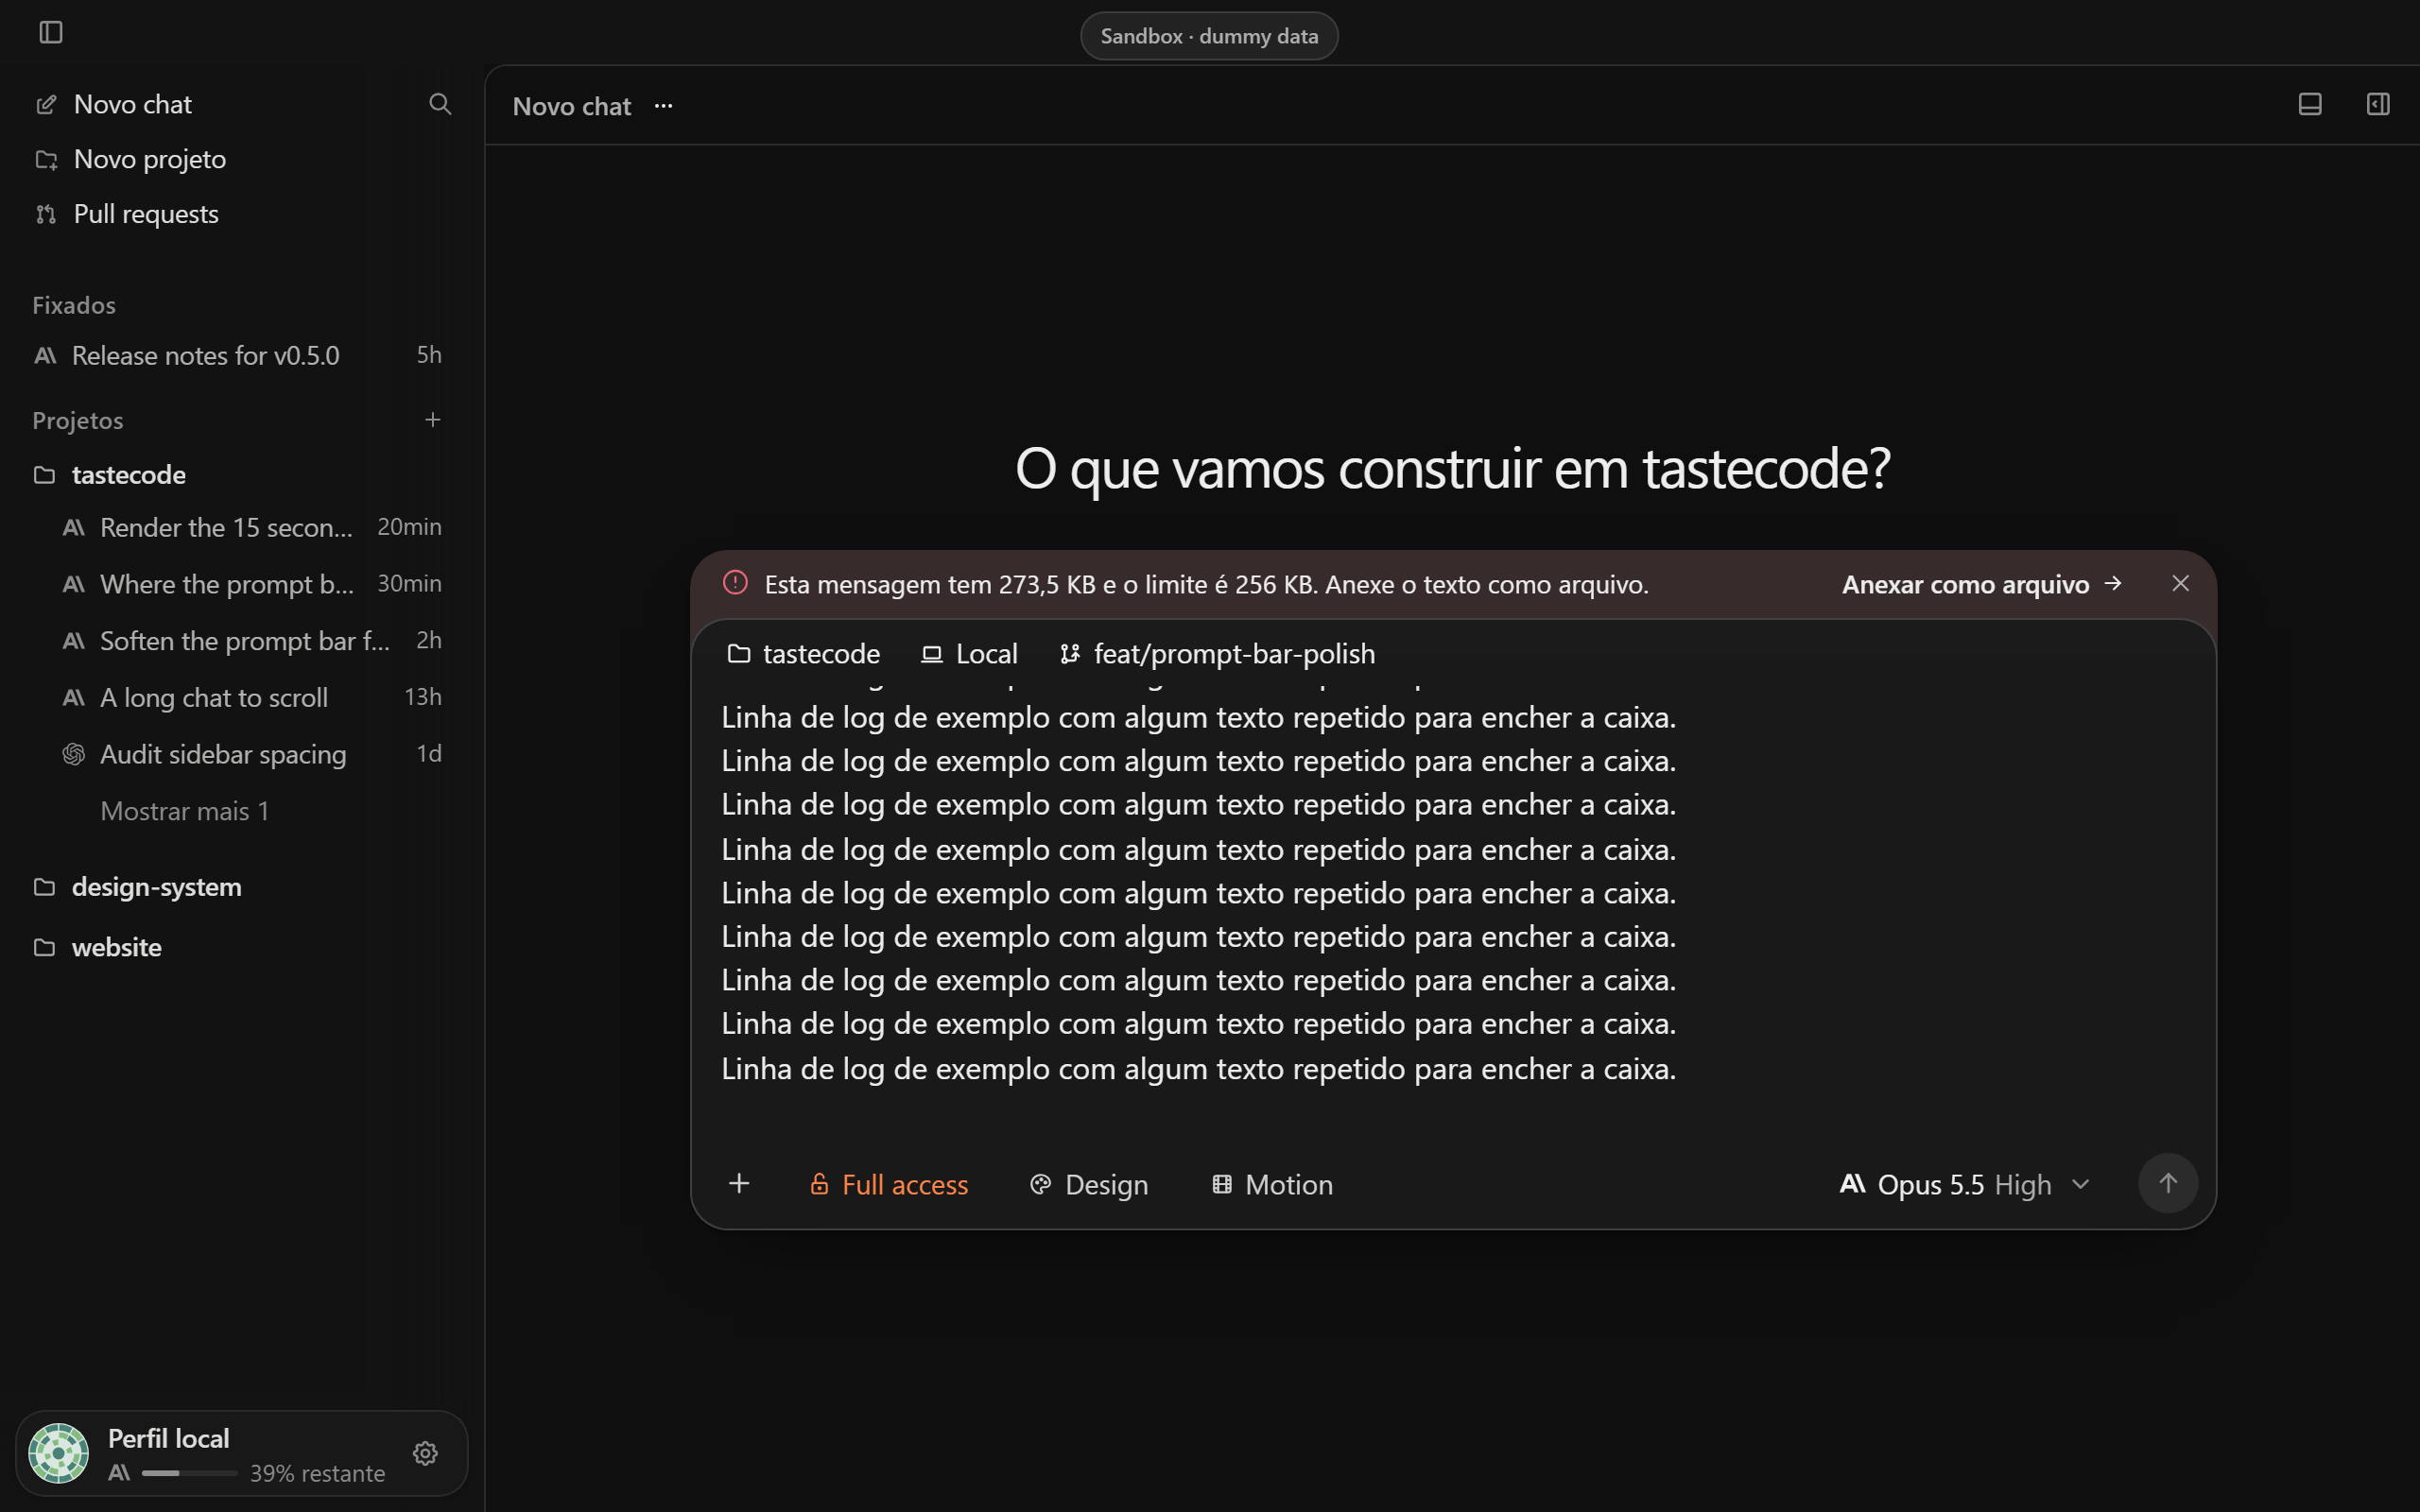 Sandbox · dummy data
Novo chat
Novo projeto
Pull requests
Fixados
Release notes for v0.5.0 5h
Projetos
tastecode
Render the 15 secon... 20min
Where the prompt b... 30min
Soften the prompt bar f... 2h
A long chat to scroll 13h
Audit sidebar spacing 1d
Mostrar mais 1
design-system
website
Perfil local
39% restante
Novo chat
O que vamos construir em tastecode?
Esta mensagem tem 273,5 KB e o limite é 256 KB. Anexe o texto como arquivo. Anexar como arquivo →
tastecode Local feat/prompt-bar-polish
Linha de log de exemplo com algum texto repetido para encher a caixa.
Linha de log de exemplo com algum texto repetido para encher a caixa.
Linha de log de exemplo com algum texto repetido para encher a caixa.
Linha de log de exemplo com algum texto repetido para encher a caixa.
Linha de log de exemplo com algum texto repetido para encher a caixa.
Linha de log de exemplo com algum texto repetido para encher a caixa.
Linha de log de exemplo com algum texto repetido para encher a caixa.
Linha de log de exemplo com algum texto repetido para encher a caixa.
Linha de log de exemplo com algum texto repetido para encher a caixa.
Full access Design Motion Opus 5.5 High